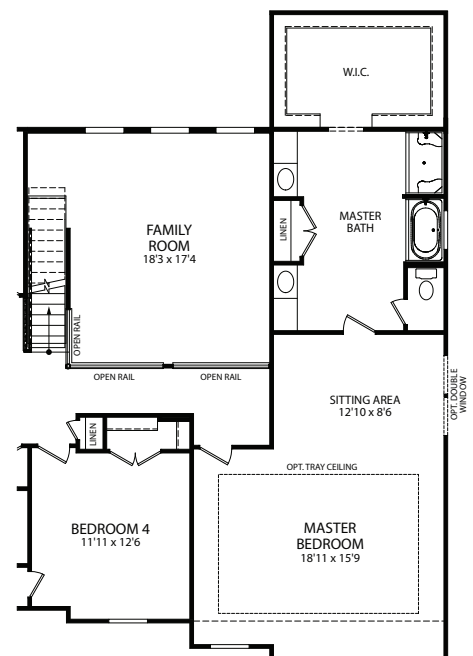 W.I.C.
FAMILY
ROOM
18'3 x 17'4
LINEN
MASTER
BATH
OPEN RAIL
OPEN RAIL
OPEN RAIL
SITTING AREA
12'10 x 8'6
OPT. DOUBLE
WINDOW
LINEN
OPT. TRAY CEILING
BEDROOM 4
11'11 x 12'6
MASTER
BEDROOM
18'11 x 15'9